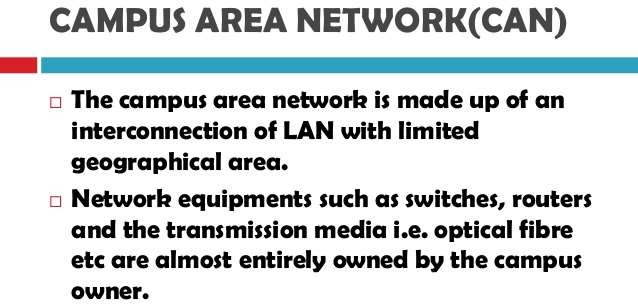 CAMPUS AREA NETWORK(CAN)
The campus area network is made up of an
interconnection of LAN with limited
geographical area.
Network equipments such as switches, routers
and the transmission media i.e. optical fibre
etc are almost entirely owned by the campus
owner.